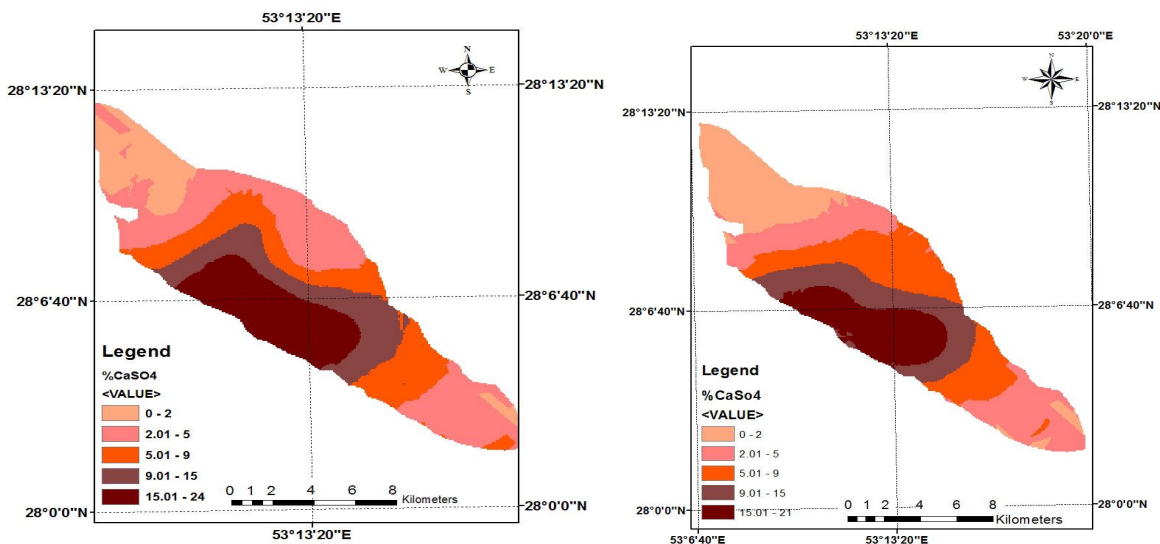 53°13'20"E
N
W E
S
28°13'20"N 28°13'20"N
28°6'40"N 28°6'40"N
Legend
%CaSO4
<VALUE>
0 - 2
2.01 - 5
5.01 - 9
9.01 - 15
15.01 - 24
0 1 2 4 6 8
Kilometers
28°0'0"N 28°0'0"N
53°13'20"E
53°13'20"E 53°20'0"E
N
W E
S
28°13'20"N 28°13'20"N
28°6'40"N 28°6'40"N
Legend
%CaSo4
<VALUE>
0 - 2
2.01 - 5
5.01 - 9
9.01 - 15
15.01 - 21
0 1 2 4 6 8
Kilometers
28°0'0"N 28°0'0"N
53°6'40"E 53°13'20"E